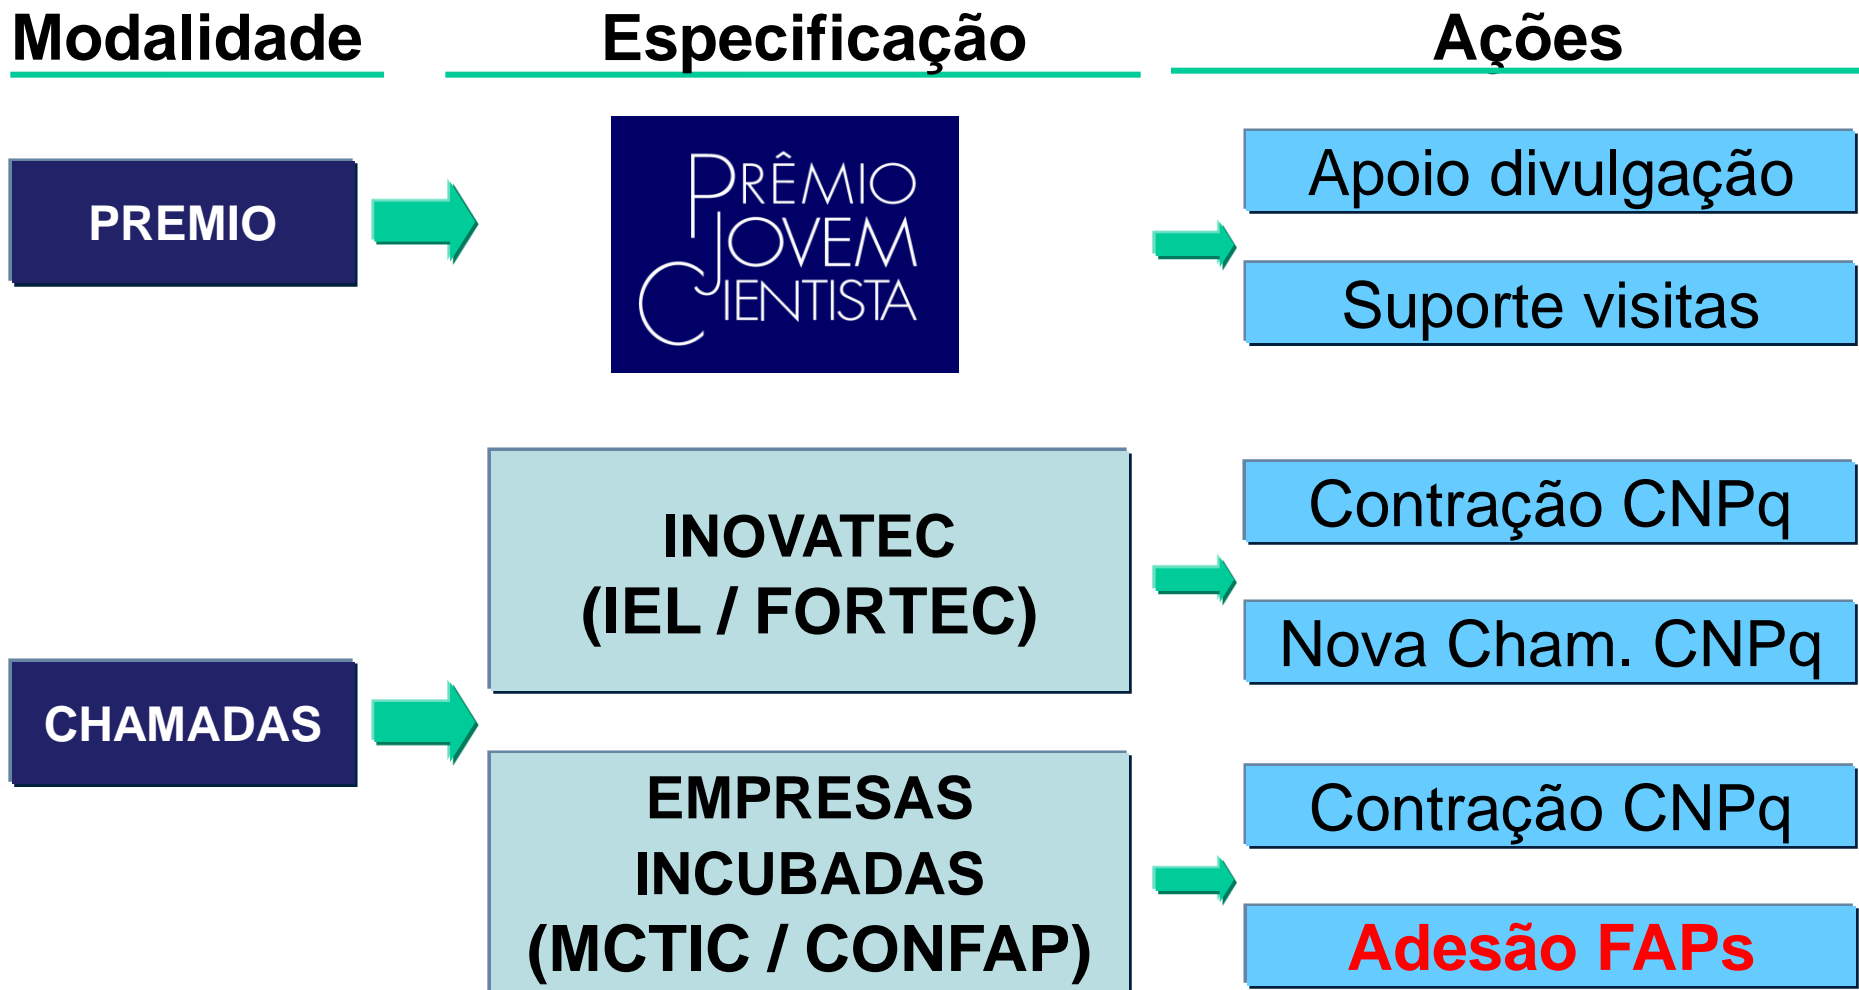 Modalidade
Especificação
Ações
PREMIO
PRÊMIO
JOVEM
CIENTISTA
Apoio divulgação
Suporte visitas
CHAMADAS
INOVATEC
(IEL / FORTEC)
Contração CNPq
Nova Cham. CNPq
EMPRESAS
INCUBADAS
(MCTIC / CONFAP)
Contração CNPq
Adesão FAPs